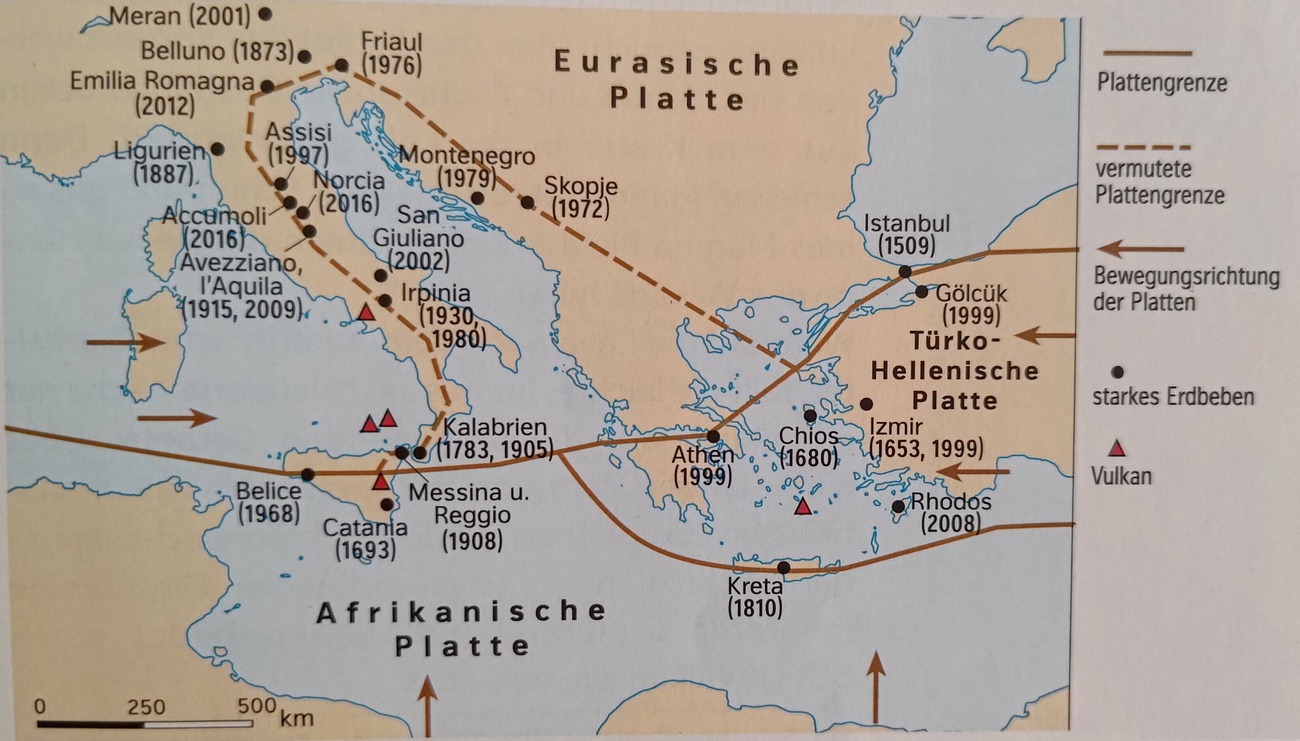 Meran (2001)
Belluno (1873)
Friaul
(1976)
Emilia Romagna
(2012)
Eurasische
Platte
Assisi
(1997)
Ligurien
(1887)
Norcia
(2016)
Accumoli
(2016)
Avezziano,
l'Aquila
(1915, 2009)
Montenegro
(1979)
San
Giuliano
(2002)
Skopje
(1972)
Irpinia
(1930,
1980)
Istanbul
(1509)
Gölcük
(1999)
Türko-
Hellenische
Platte
Kalabrien
(1783, 1905)
Athen
(1999)
Chios
(1680)
Izmir
(1653, 1999)
Belice
(1968)
Messina u.
Reggio
(1908)
Catania
(1693)
Rhodos
(2008)
Kreta
(1810)
Afrikanische
Platte
0 250 500 km
Plattengrenze
vermutete
Plattengrenze
Bewegungsrichtung
der Platten
starkes Erdbeben
Vulkan